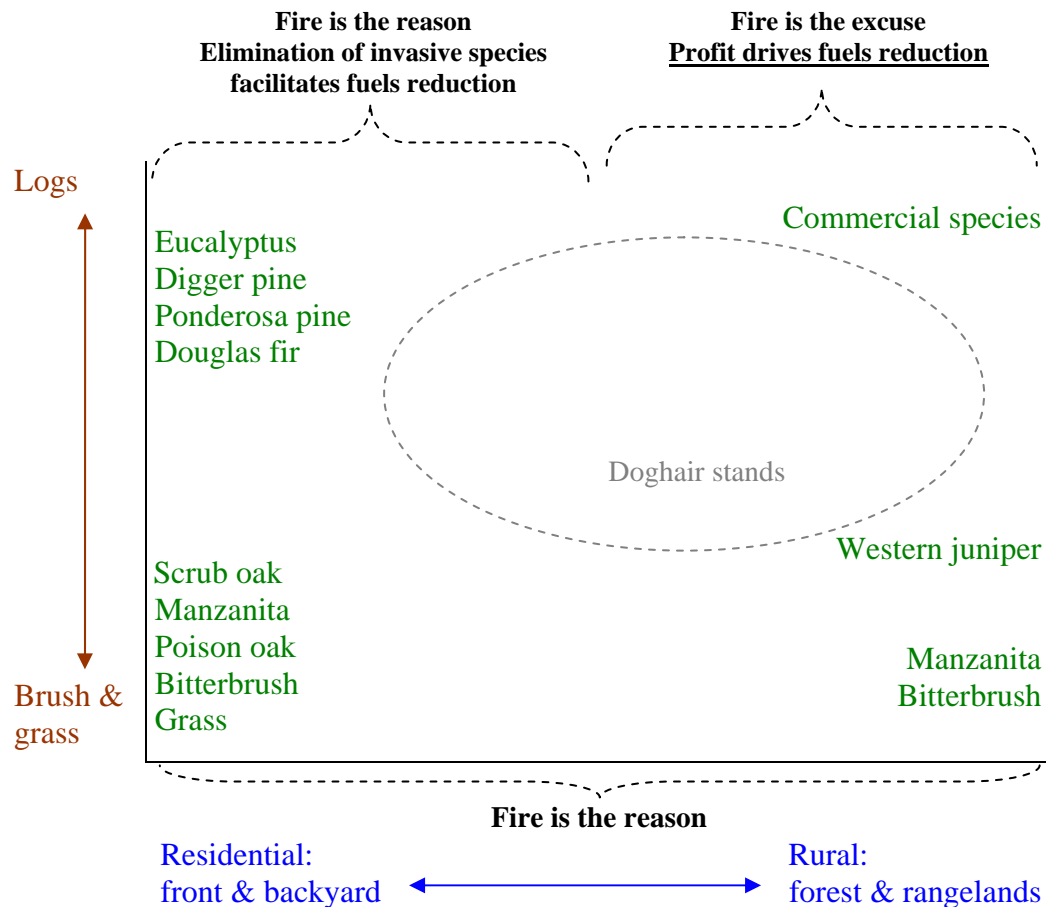 Fire is the reason
Elimination of invasive species
facilitates fuels reduction
Fire is the excuse
Profit drives fuels reduction
Logs
Commercial species
Eucalyptus
Digger pine
Ponderosa pine
Douglas fir
Doghair stands
Western juniper
Scrub oak
Manzanita
Poison oak
Bitterbrush
Grass
Manzanita
Bitterbrush
Brush &
grass
Fire is the reason
Residential:
front & backyard
Rural:
forest & rangelands